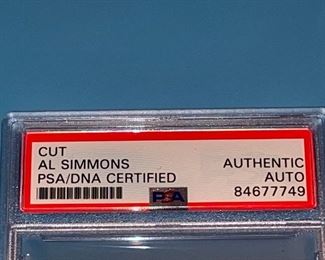 CUT
AL SIMMONS
PSA/DNA CERTIFIED
AUTHENTIC
AUTO
84677749
PSA